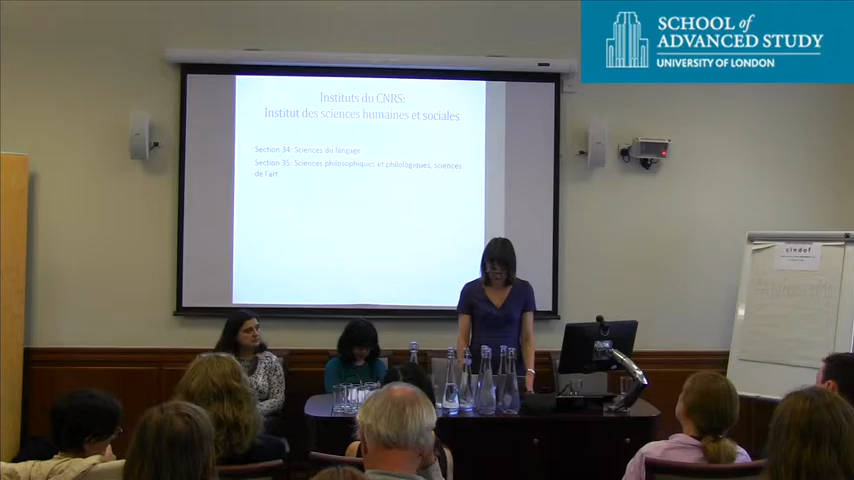 SCHOOL of
ADVANCED STUDY
UNIVERSITY OF LONDON
Instituts du CNRS:
Institut des sciences humaines et sociales
Section 34: Sciences du langage
Section 35: Sciences philosophiques et philologiques, sciences
de l'art